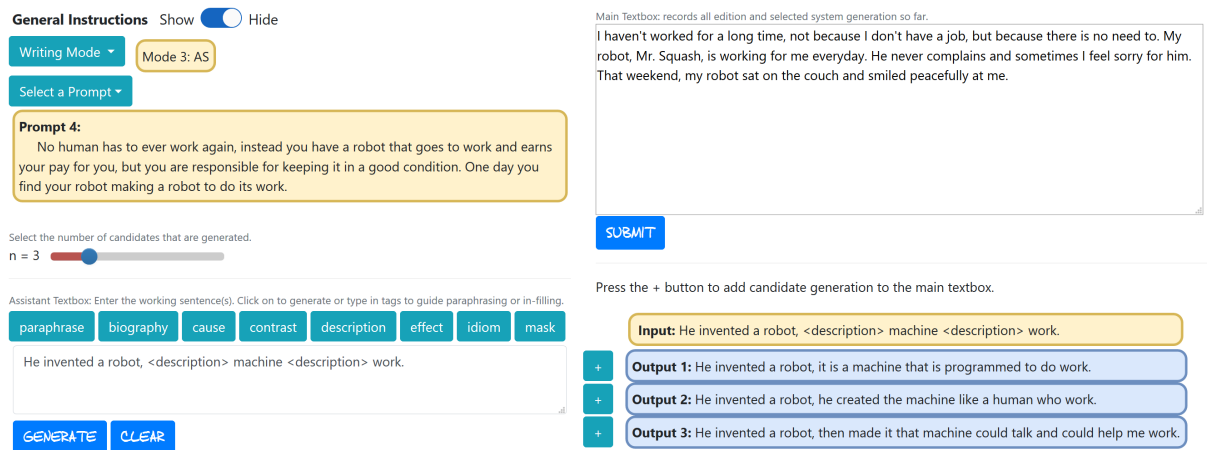 General Instructions Show Hide
Writing Mode
Mode 3: AS
Select a Prompt
Prompt 4:
No human has to ever work again, instead you have a robot that goes to work and earns
your pay for you, but you are responsible for keeping it in a good condition. One day you
find your robot making a robot to do its work.
Select the number of candidates that are generated.
n = 3
Assistant Textbox: Enter the working sentence(s). Click on to generate or type in tags to guide paraphrasing or in-filling.
paraphrase biography cause contrast description effect idiom mask
He invented a robot, <description> machine <description> work.
GENERATE CLEAR
Main Textbox: records all edition and selected system generation so far.
I haven't worked for a long time, not because I don't have a job, but because there is no need to. My
robot, Mr. Squash, is working for me everyday. He never complains and sometimes I feel sorry for him.
That weekend, my robot sat on the couch and smiled peacefully at me.
SUBMIT
Press the + button to add candidate generation to the main textbox.
Input: He invented a robot, <description> machine <description> work.
+ Output 1: He invented a robot, it is a machine that is programmed to do work.
+ Output 2: He invented a robot, he created the machine like a human who work.
+ Output 3: He invented a robot, then made it that machine could talk and could help me work.